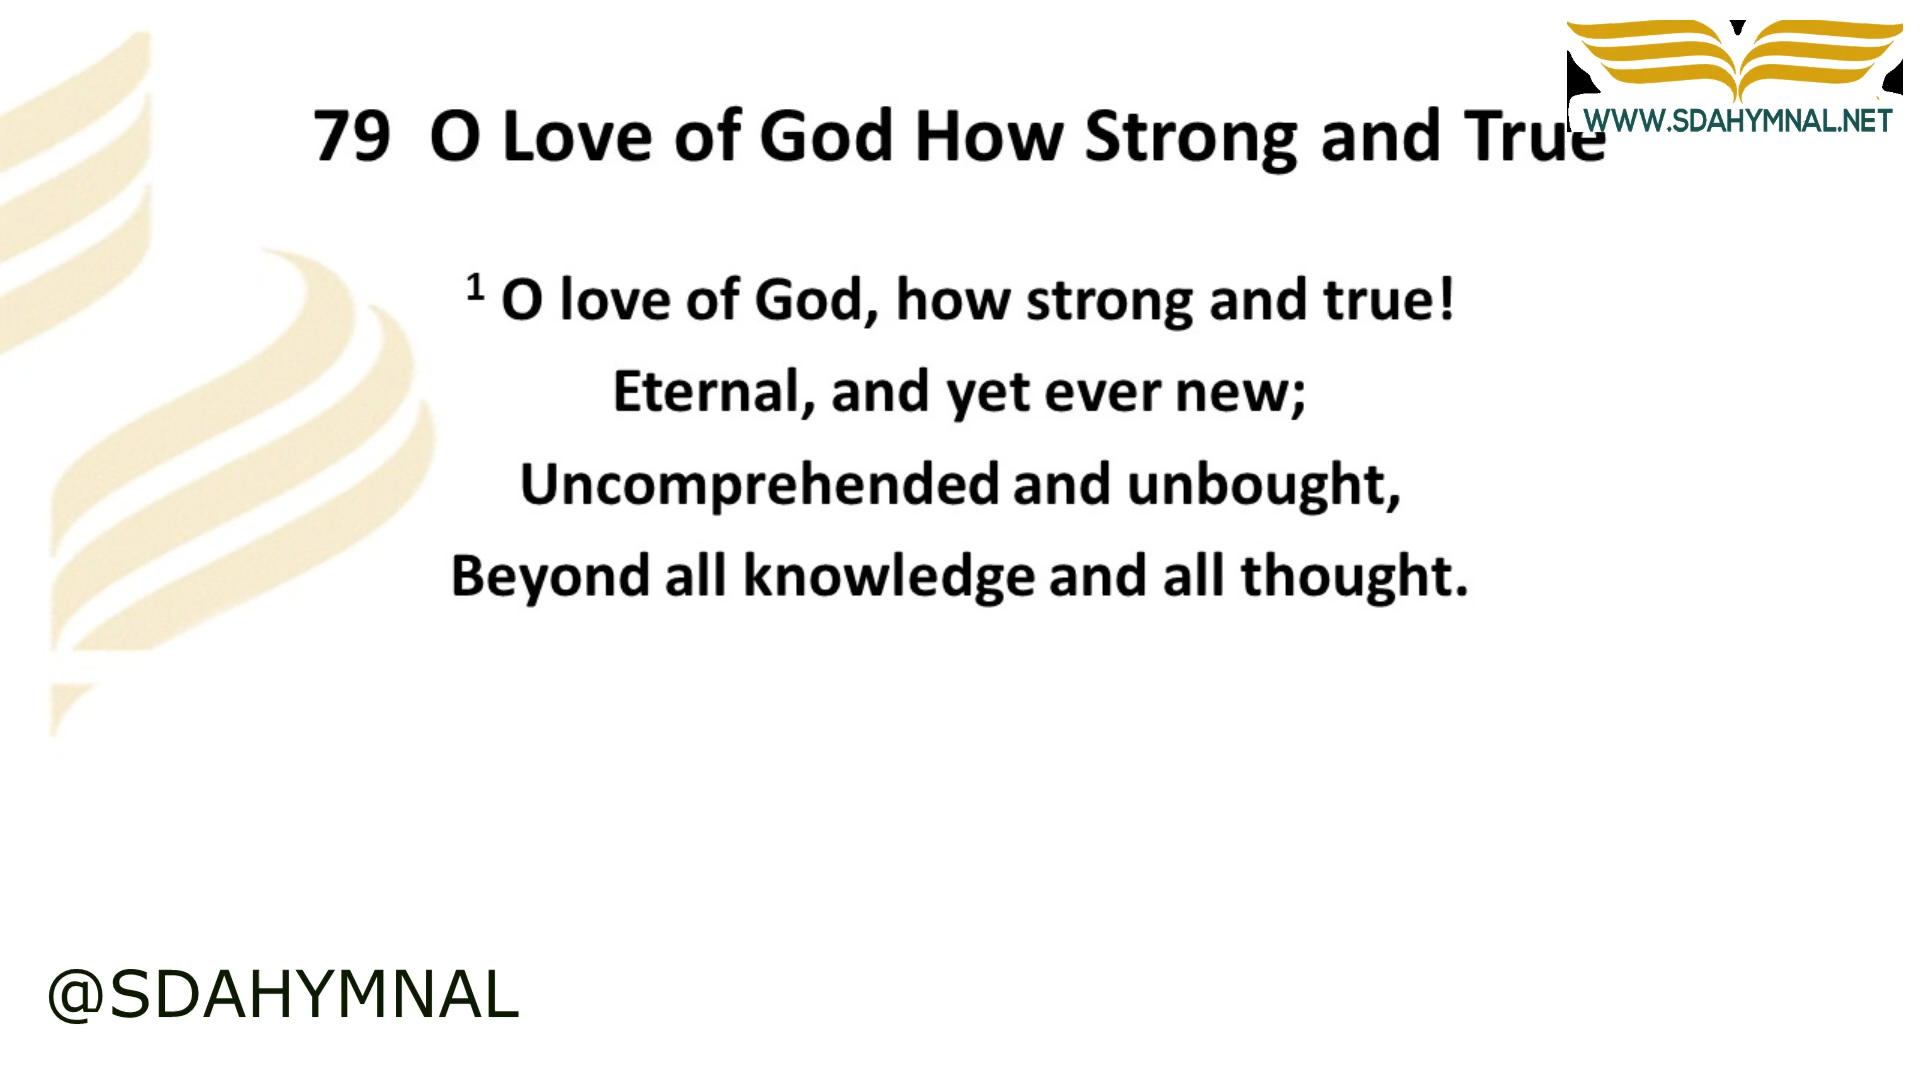 WWW.SDAHYMNAL.NET
79 O Love of God How Strong and True
1 O love of God, how strong and true!
Eternal, and yet ever new;
Uncomprehended and unbought,
Beyond all knowledge and all thought.
@SDAHYMNAL